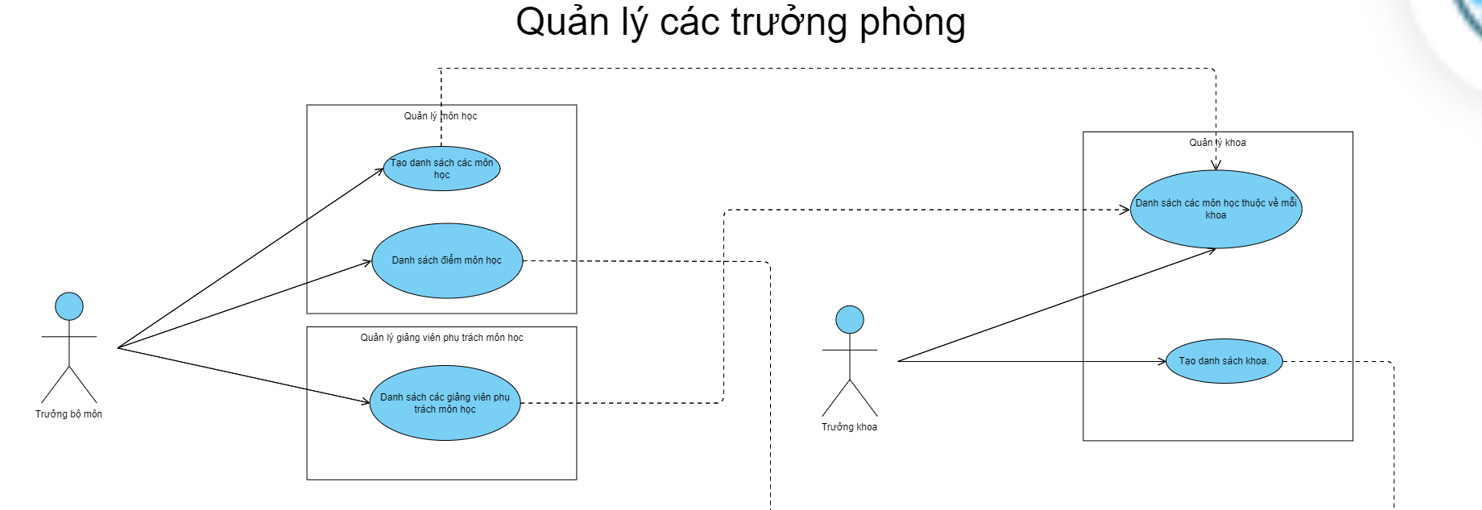 Quản lý các trưởng phòng
Quản lý môn học
Tạo danh sách các môn
học
Danh sách điểm môn học
Quản lý giảng viên phụ trách môn học
Danh sách các giảng viên phụ
trách môn học
Trưởng bộ môn
Quản lý khoa
Danh sách các môn học thuộc về mỗi
khoa
Tạo danh sách khoa.
Trưởng khoa